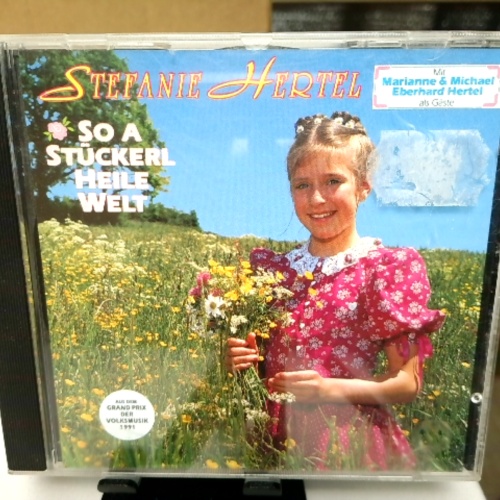 STEFANIE HERTEL
Mit
Marianne & Michael
Eberhard Hertel
als Gäste
SO A
STÜCKERL
HEILE
WELT
AUS DEM
GRAND PRIX
DER
VOLKSMUSIK
1991